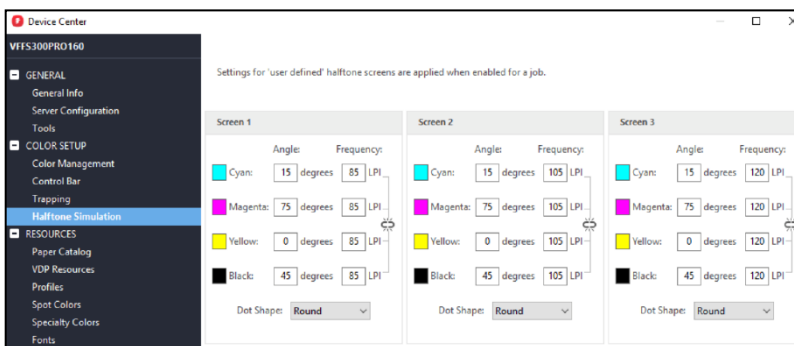 Device Center
VFFS300PRO160
GENERAL
General Info
Server Configuration
Tools
COLOR SETUP
Color Management
Control Bar
Trapping
Halftone Simulation
RESOURCES
Paper Catalog
VDP Resources
Profiles
Spot Colors
Specialty Colors
Fonts
Settings for 'user defined' halftone screens are applied when enabled for a job.
Screen 1
Angle: Frequency:
Cyan: 15 degrees 85 LPI
Magenta: 75 degrees 85 LPI
Yellow: 0 degrees 85 LPI
Black: 45 degrees 85 LPI
Dot Shape: Round
Screen 2
Angle: Frequency:
Cyan: 15 degrees 105 LPI
Magenta: 75 degrees 105 LPI
Yellow: 0 degrees 105 LPI
Black: 45 degrees 105 LPI
Dot Shape: Round
Screen 3
Angle: Frequency:
Cyan: 15 degrees 120 LPI
Magenta: 75 degrees 120 LPI
Yellow: 0 degrees 120 LPI
Black: 45 degrees 120 LPI
Dot Shape: Round